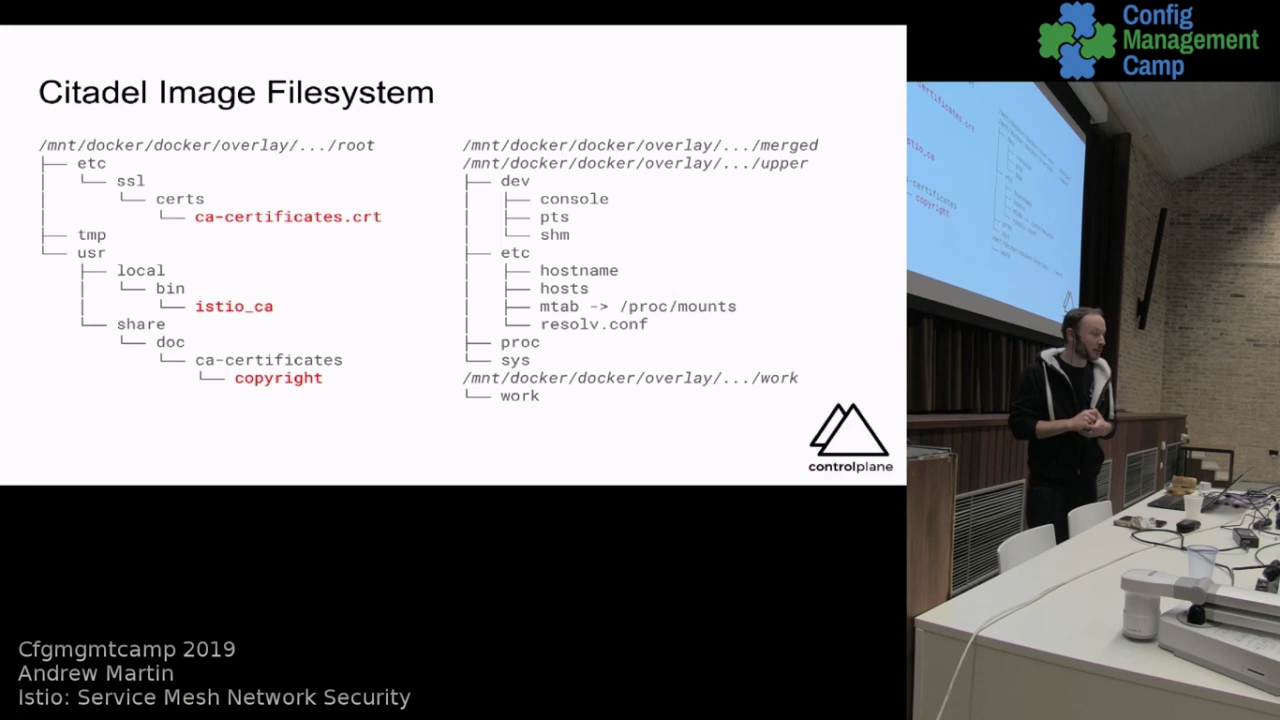 Config
Management
Camp
Citadel Image Filesystem
/mnt/docker/docker/overlay/.../root
├── etc
│   └── ssl
│       └── certs
│           └── ca-certificates.crt
├── tmp
└── usr
    ├── local
    │   └── bin
    │       └── istio_ca
    └── share
        └── doc
            └── ca-certificates
                └── copyright
/mnt/docker/docker/overlay/.../merged
/mnt/docker/docker/overlay/.../upper
├── dev
│   ├── console
│   ├── pts
│   └── shm
├── etc
│   ├── hostname
│   ├── hosts
│   ├── mtab -> /proc/mounts
│   └── resolv.conf
├── proc
└── sys
/mnt/docker/docker/overlay/.../work
└── work
controlplane
istio_ca
copyright
Cfgmgmtcamp 2019
Andrew Martin
Istio: Service Mesh Network Security